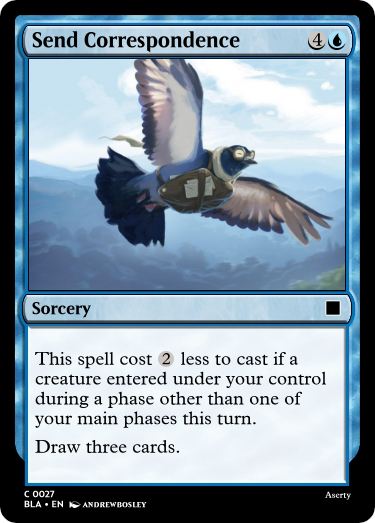 Send Correspondence 4
Sorcery
This spell cost 2 less to cast if a
creature entered under your control
during a phase other than one of
your main phases this turn.
Draw three cards.
C 0027
BLA • EN ANDREWBOSLEY
Aserty